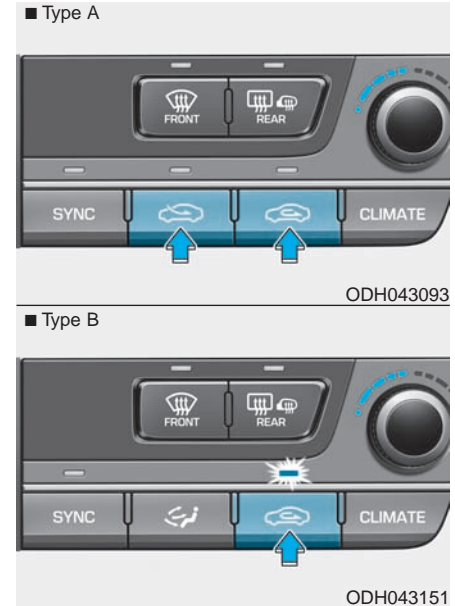 ■ Type A
FRONT REAR
SYNC CLIMATE
ODH043093
■ Type B
FRONT REAR
SYNC CLIMATE
ODH043151